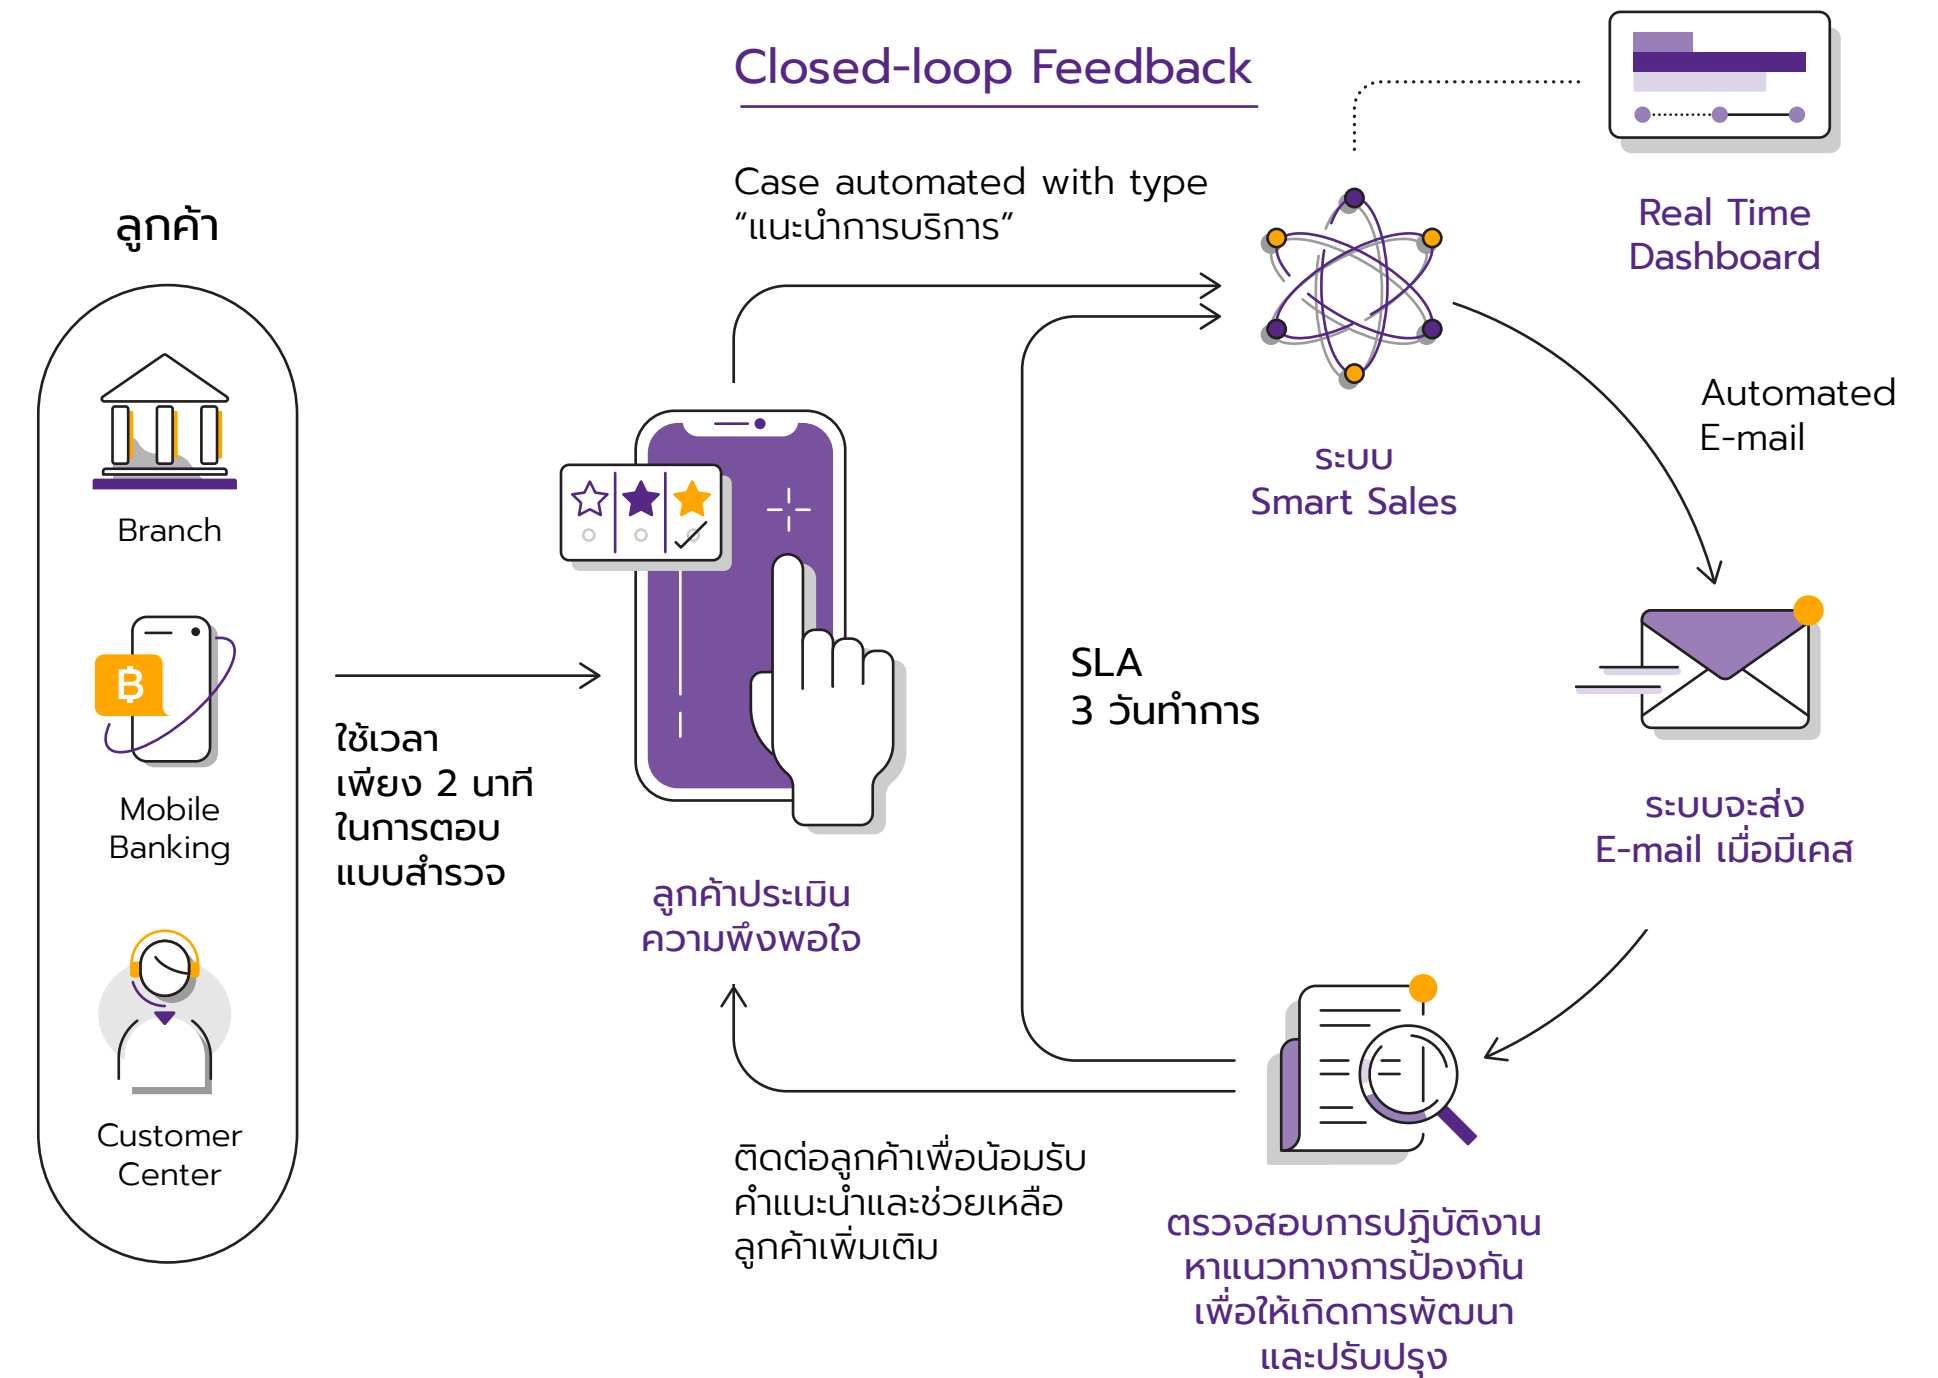 Closed-loop Feedback
Case automated with type
“แนะนำการบริการ”
Real Time
Dashboard
ลูกค้า
Branch
Mobile
Banking
Customer
Center
ใช้เวลา
เพียง 2 นาที
ในการตอบ
แบบสำรวจ
ลูกค้าประเมิน
ความพึงพอใจ
ระบบ
Smart Sales
Automated
E-mail
SLA
3 วันทำการ
ระบบจะส่ง
E-mail เมื่อมีเคส
ติดต่อลูกค้าเพื่อน้อมรับ
คำแนะนำและช่วยเหลือ
ลูกค้าเพิ่มเติม
ตรวจสอบการปฏิบัติงาน
หาแนวทางการป้องกัน
เพื่อให้เกิดการพัฒนา
และปรับปรุง